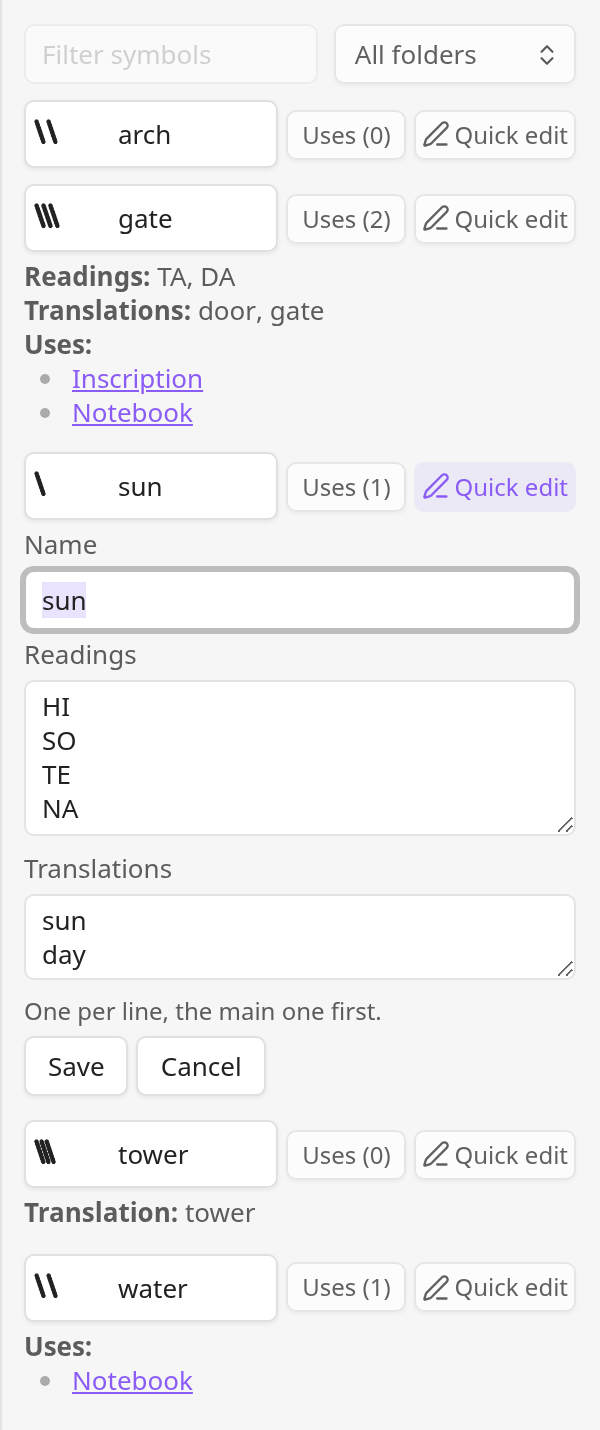 Filter symbols
All folders
arch
Uses (0)
Quick edit
gate
Uses (2)
Quick edit
Readings: TA, DA
Translations: door, gate
Uses:
Inscription
Notebook
sun
Uses (1)
Quick edit
Name
sun
Readings
HI
SO
TE
NA
Translations
sun
day
One per line, the main one first.
Save
Cancel
tower
Uses (0)
Quick edit
Translation: tower
water
Uses (1)
Quick edit
Uses:
Notebook